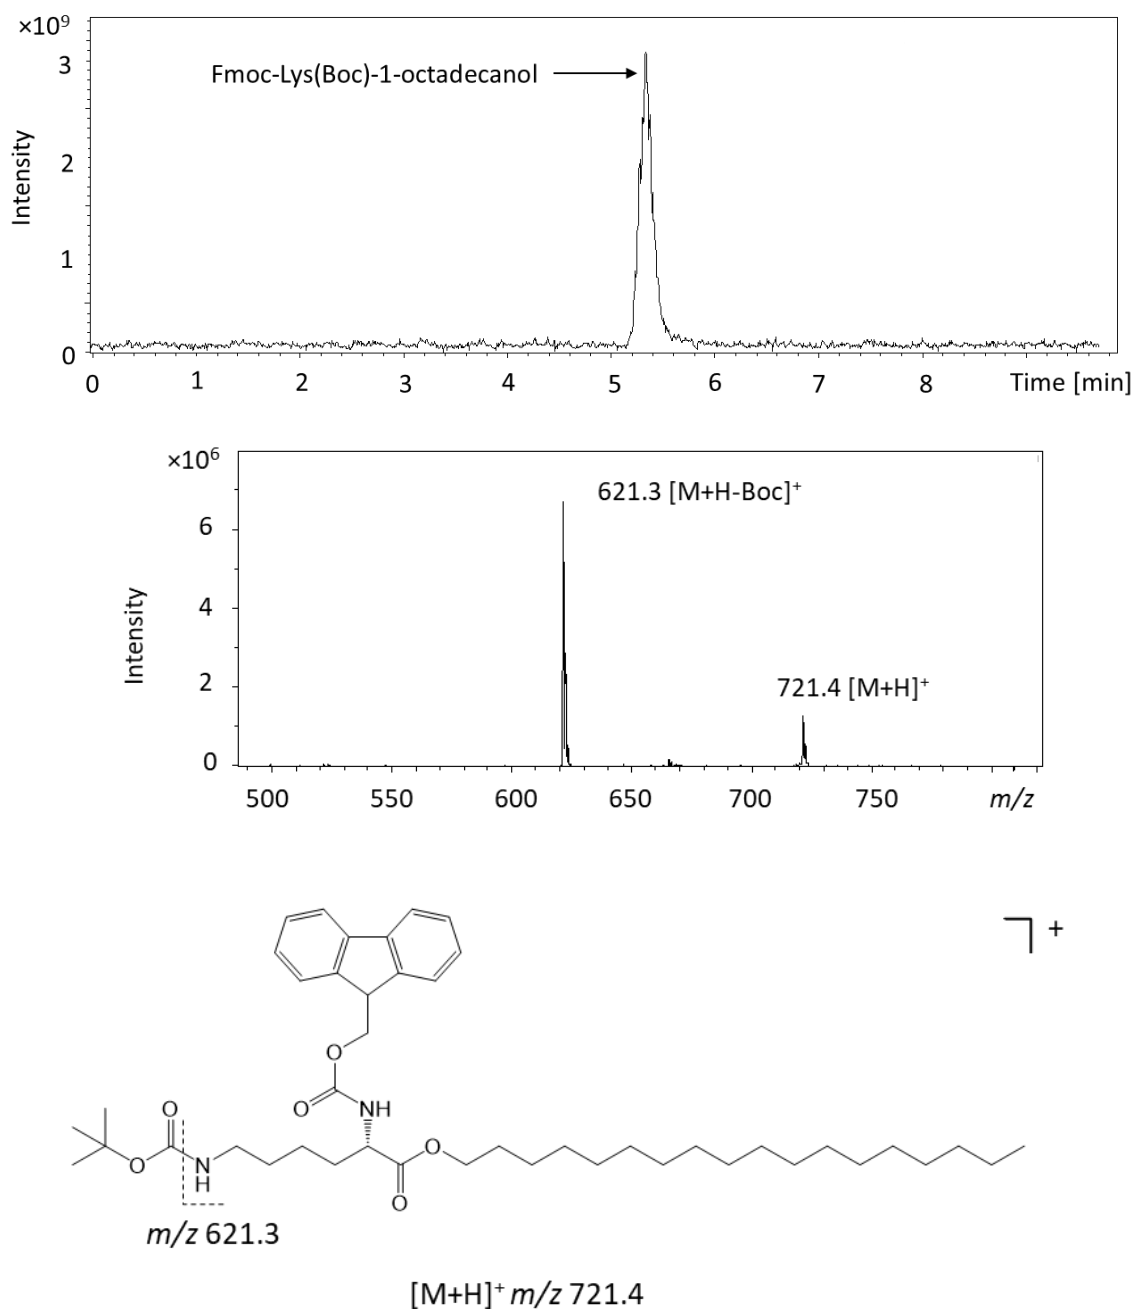 ×10⁹
3
Fmoc-Lys(Boc)-1-octadecanol
2
1
0
Intensity
0 1 2 3 4 5 6 7 8 Time [min]
×10⁶
621.3 [M+H-Boc]⁺
6
4
2
721.4 [M+H]⁺
0
Intensity
500 550 600 650 700 750 m/z
+
O
O NH
O
O N O
H O
m/z 621.3
[M+H]⁺ m/z 721.4